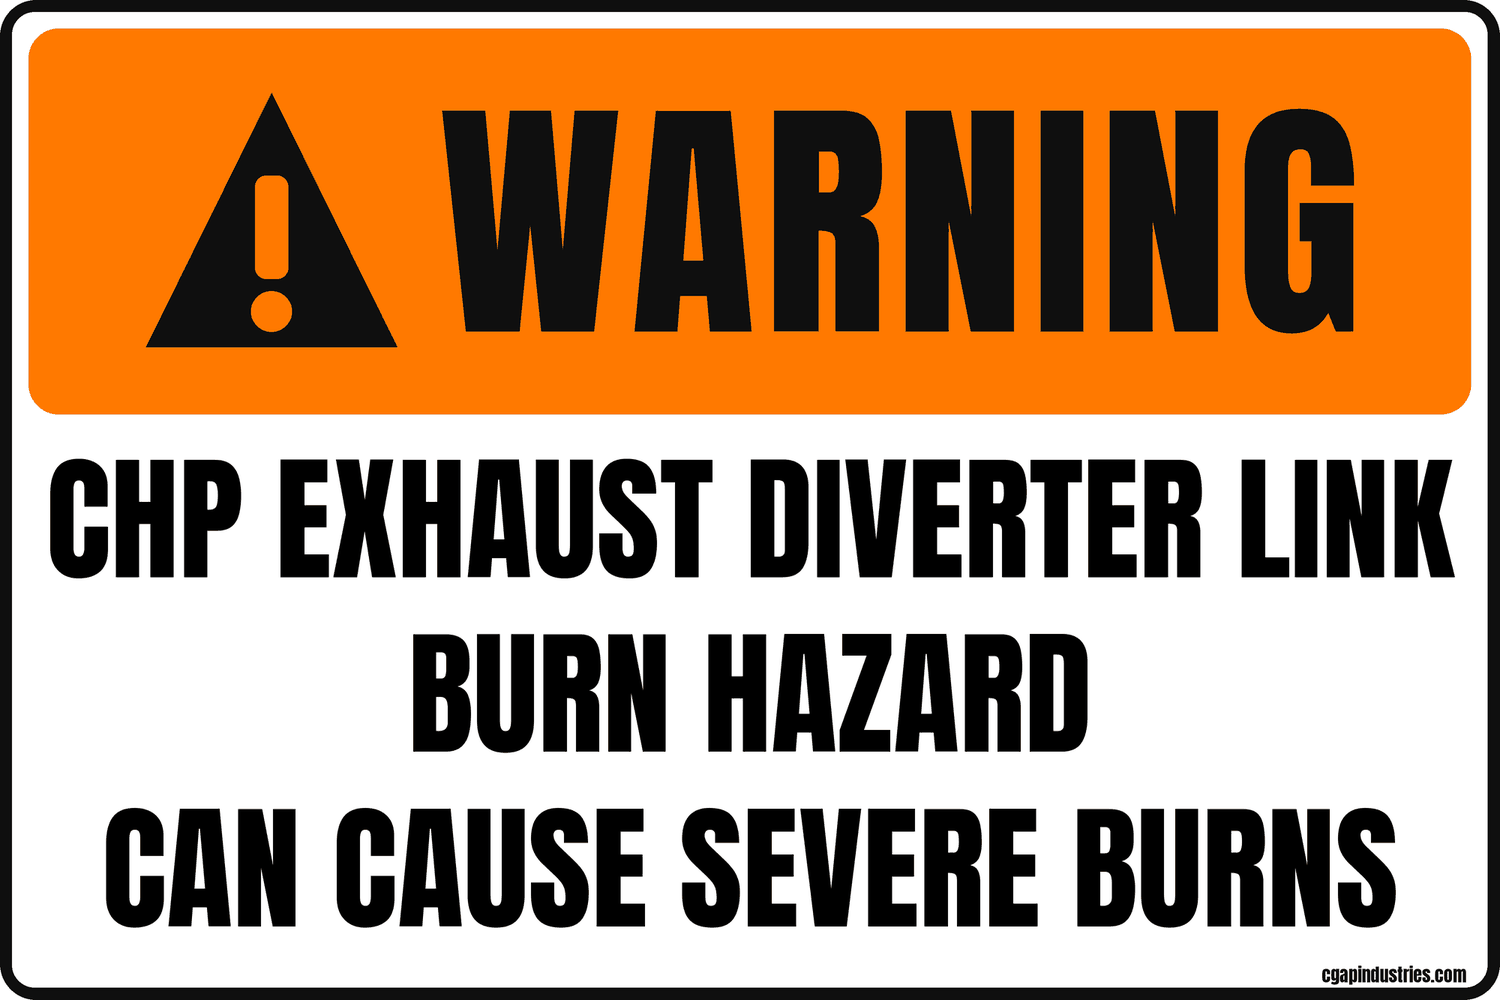 WARNING
CHP EXHAUST DIVERTER LINK
BURN HAZARD
CAN CAUSE SEVERE BURNS
cgapindustries.com